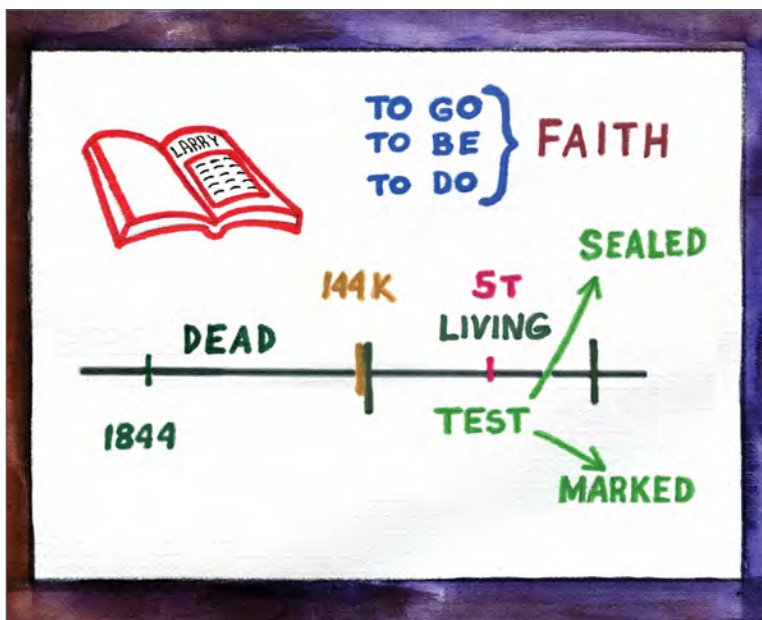 LARRY
TO GO
TO BE
TO DO
FAITH
SEALED
144K
5T
LIVING
DEAD
1844
TEST
MARKED